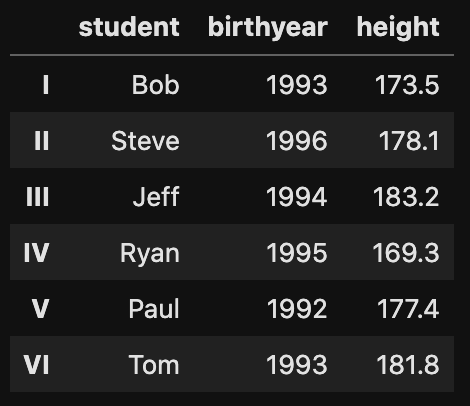 student birthyear height
I Bob 1993 173.5
II Steve 1996 178.1
III Jeff 1994 183.2
IV Ryan 1995 169.3
V Paul 1992 177.4
VI Tom 1993 181.8